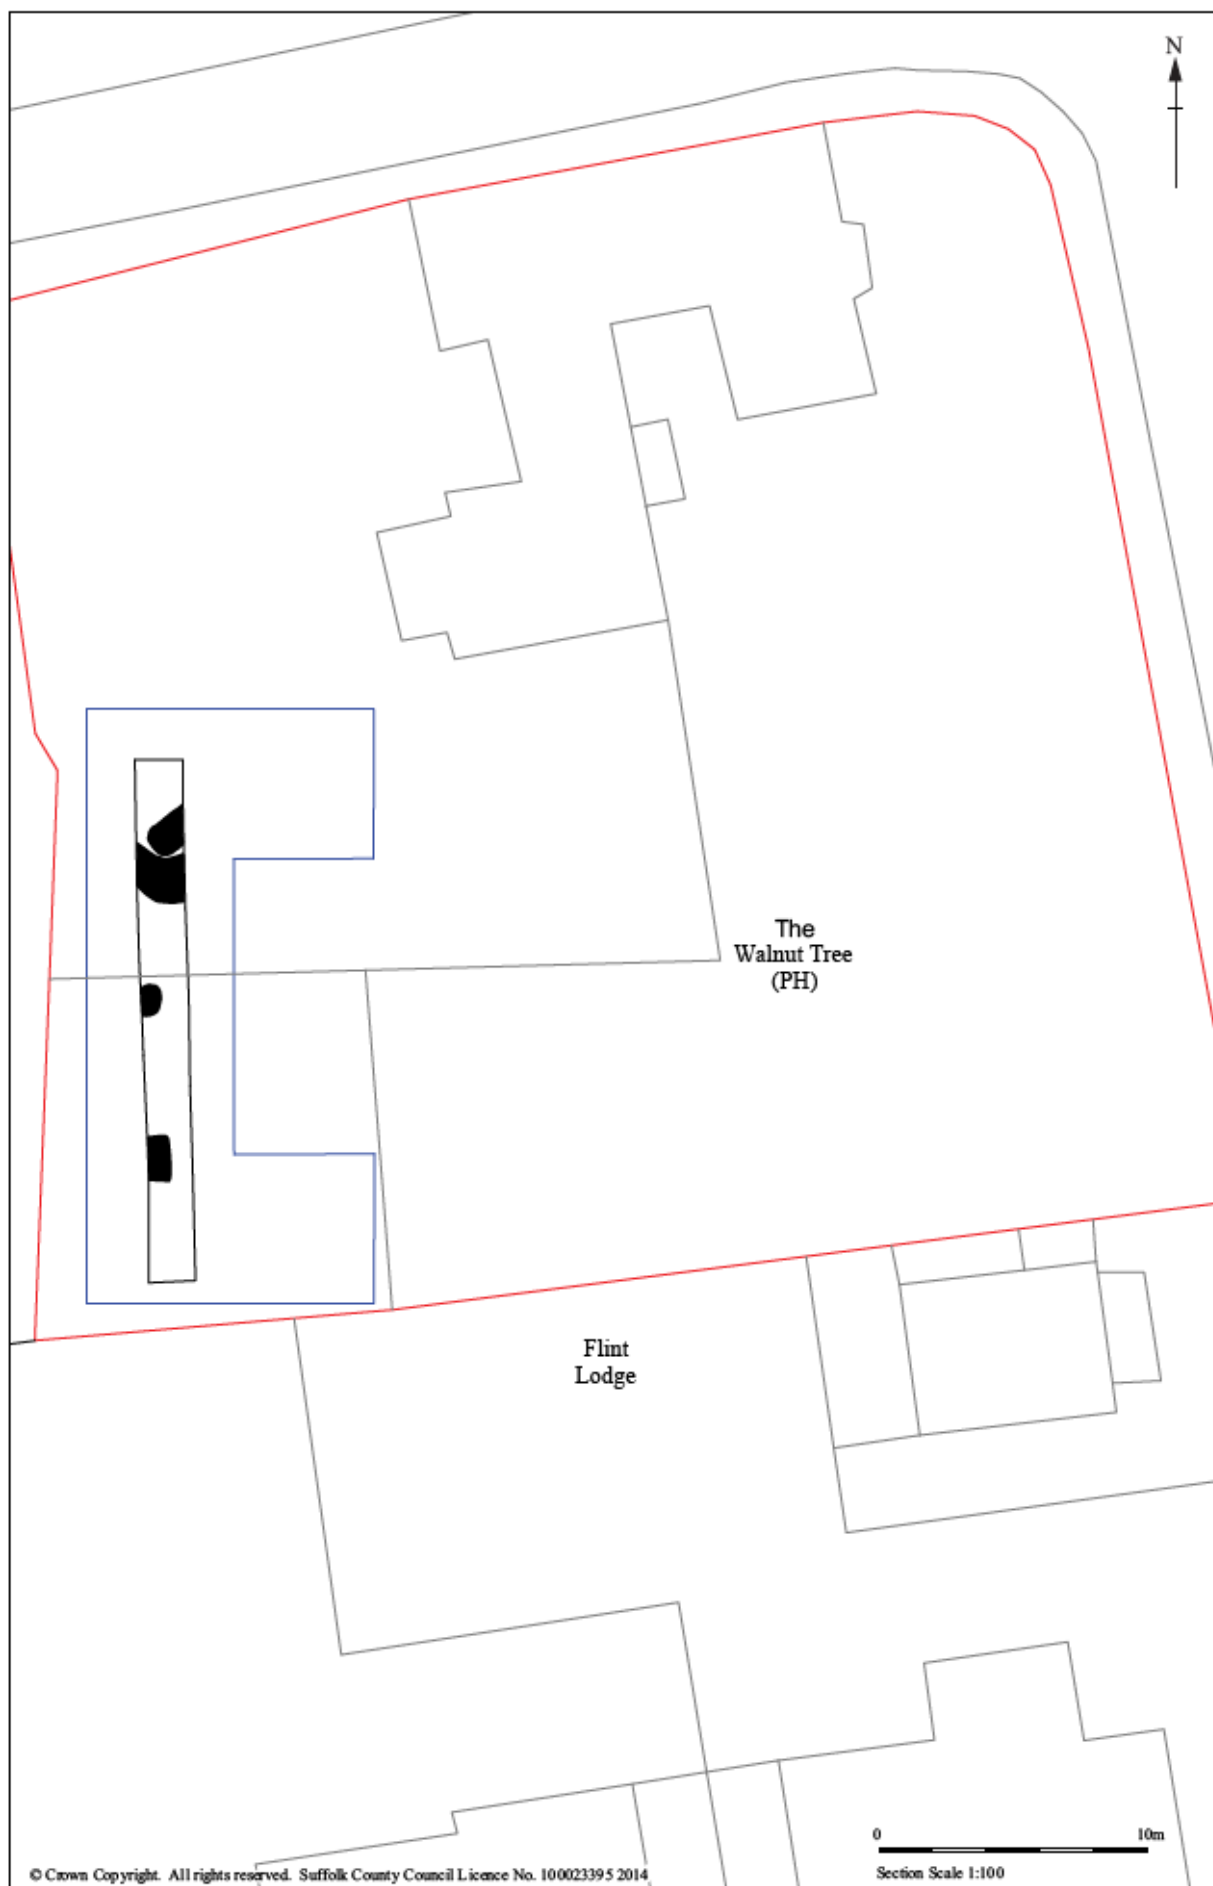 N
The
Walnut Tree
(PH)
Flint
Lodge
0 10m
Section Scale 1:100
© Crown Copyright. All rights reserved. Suffolk County Council Licence No. 100023395 2014